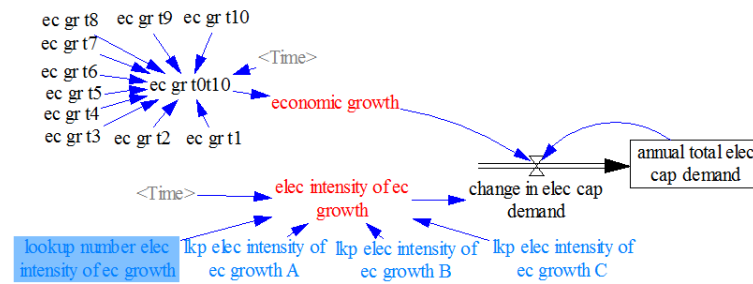 ec gr t8
ec gr t9
ec gr t10
ec gr t7
<Time>
ec gr t6
ec gr t0t10
ec gr t5
economic growth
ec gr t4
ec gr t3
ec gr t2
ec gr t1
annual total elec
cap demand
<Time>
elec intensity of ec
growth
change in elec cap
demand
lookup number elec
intensity of ec growth
lkp elec intensity of
ec growth A
lkp elec intensity of
ec growth B
lkp elec intensity of
ec growth C